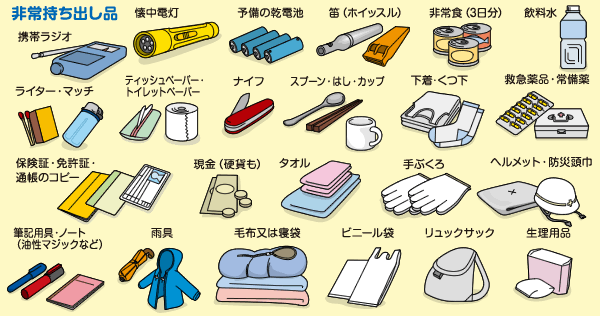 非常持ち出し品
懐中電灯
予備の乾電池
笛(ホイッスル)
非常食(3日分)
飲料水
携帯ラジオ
ライター・マッチ
ティッシュペーパー・
トイレットペーパー
ナイフ
スプーン・はし・カップ
下着・くつ下
救急薬品・常備薬
保険証・免許証・
通帳のコピー
現金(硬貨も)
タオル
手ぶくろ
ヘルメット・防災頭巾
筆記用具・ノート
(油性マジックなど)
雨具
毛布又は寝袋
ビニール袋
リュックサック
生理用品